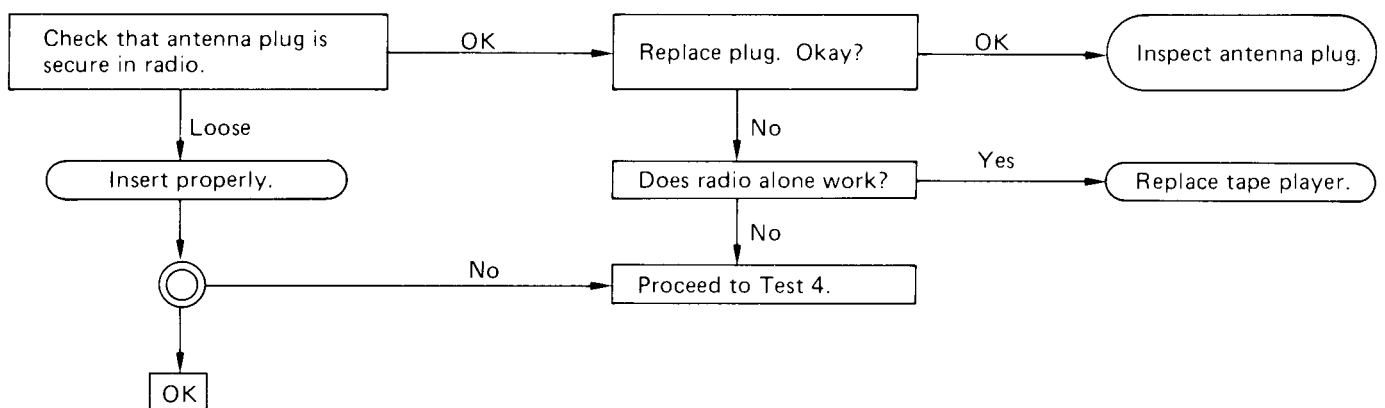 Check that antenna plug is
secure in radio.
OK
Replace plug. Okay?
OK
Inspect antenna plug.
Loose
No
Insert properly.
Does radio alone work?
Yes
Replace tape player.
No
No
Proceed to Test 4.
OK